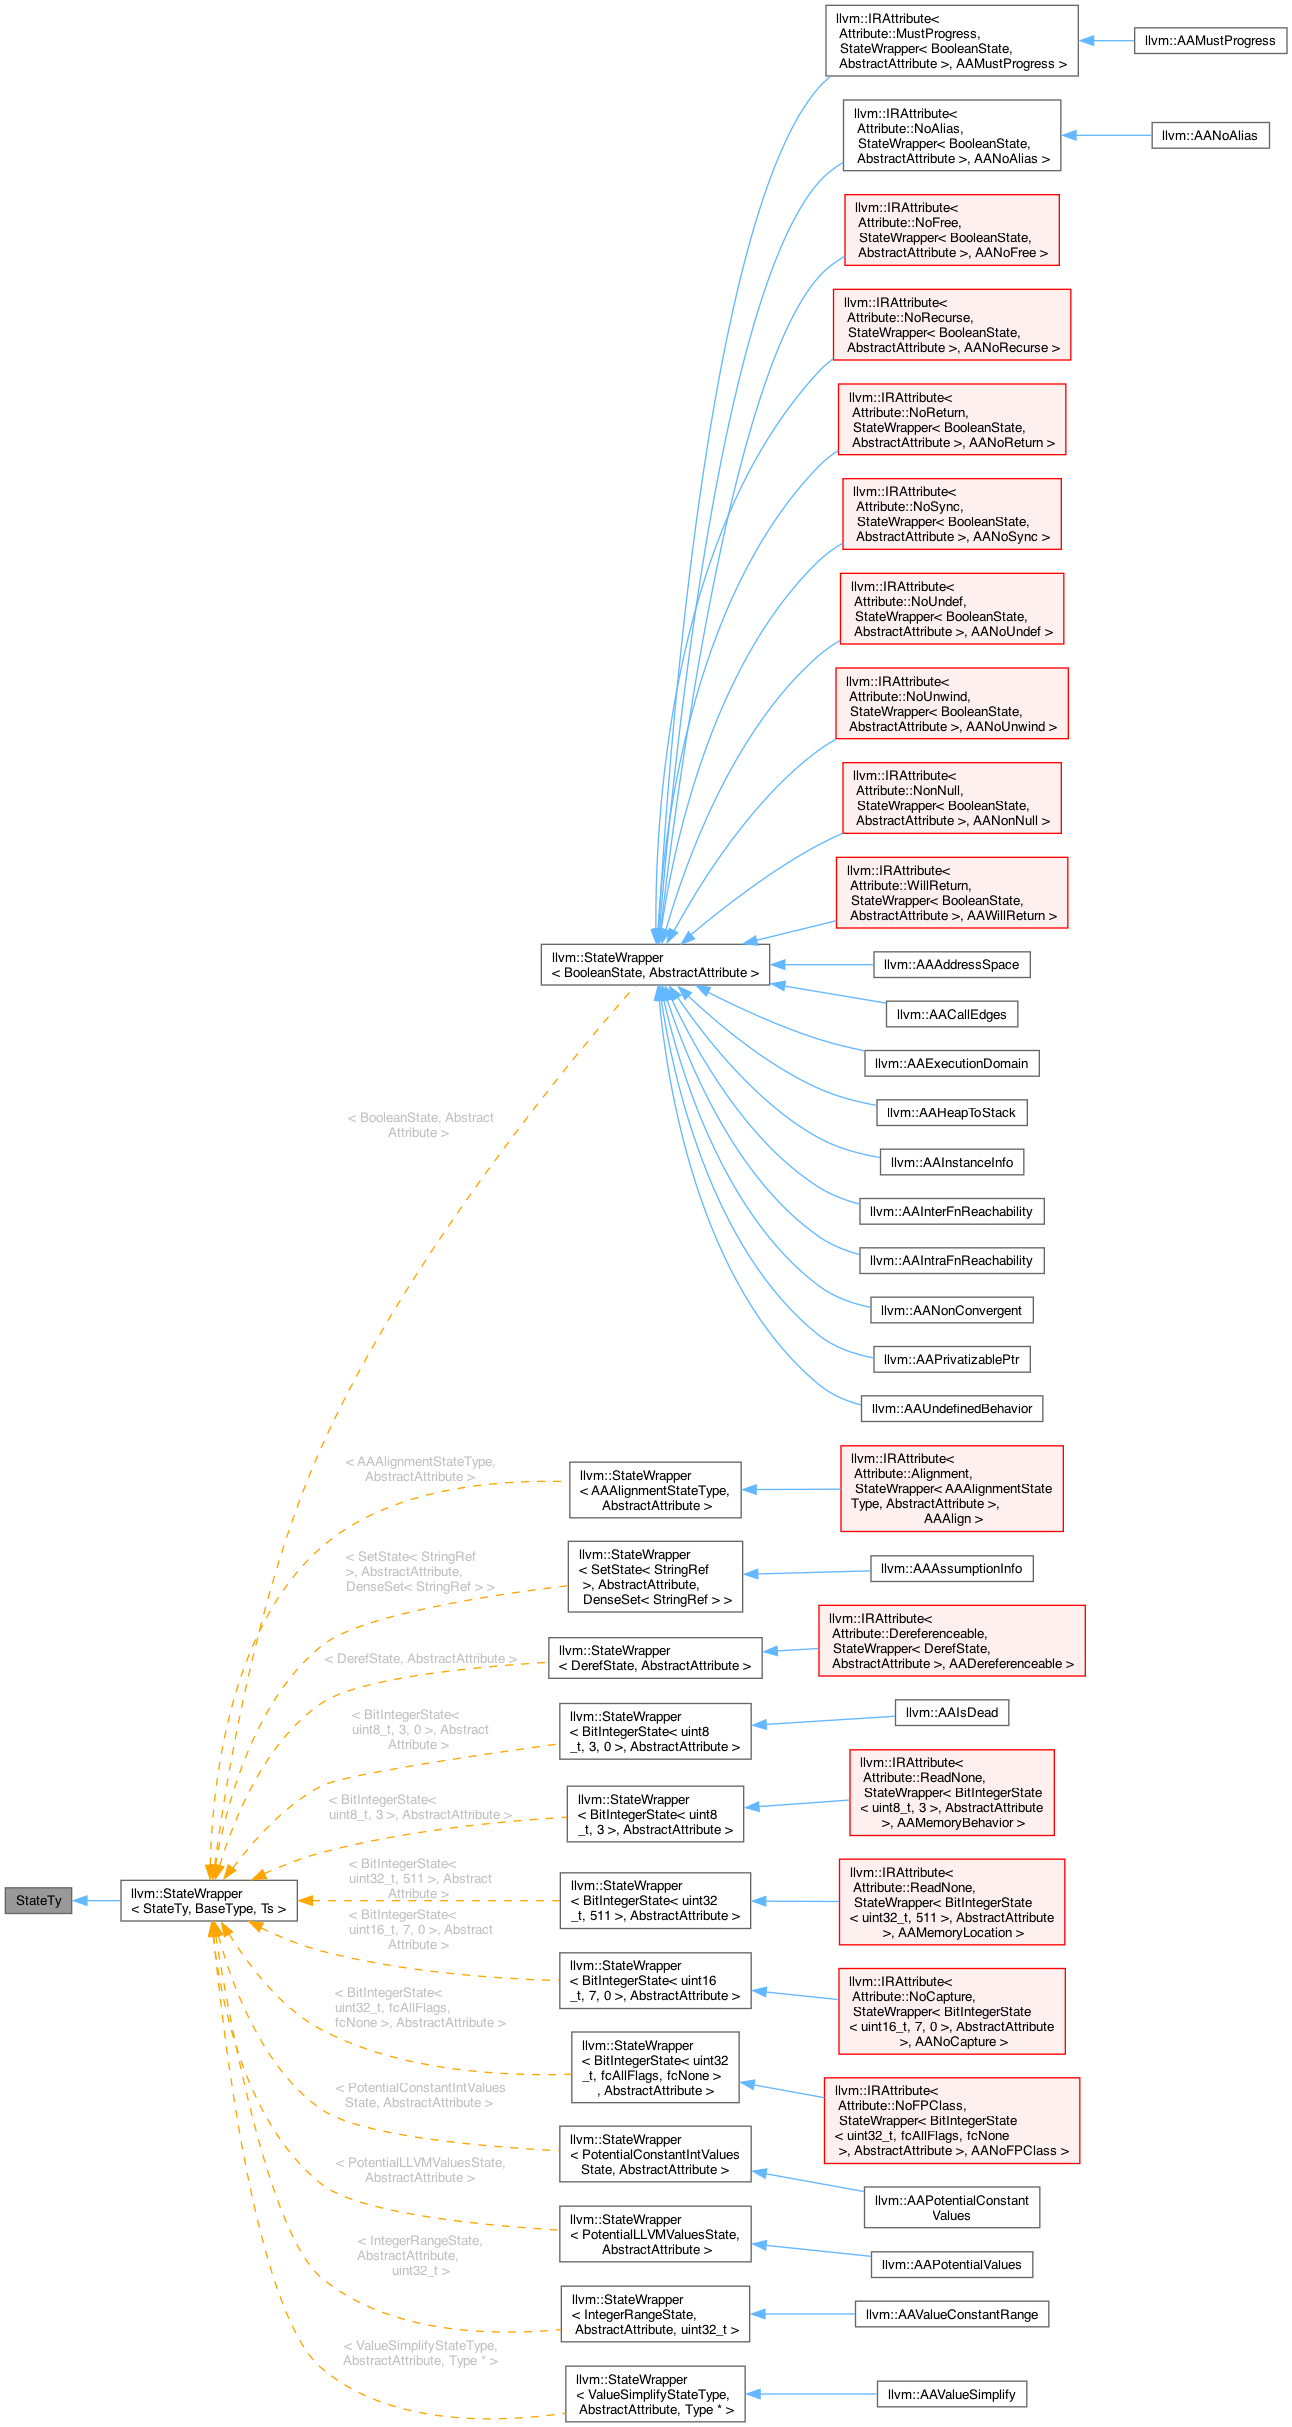 llvm::IRAttribute<
Attribute::MustProgress,
StateWrapper< BooleanState,
AbstractAttribute >, AAMustProgress >
llvm::AAMustProgress
llvm::IRAttribute<
Attribute::NoAlias,
StateWrapper< BooleanState,
AbstractAttribute >, AANoAlias >
llvm::AANoAlias
llvm::IRAttribute<
Attribute::NoFree,
StateWrapper< BooleanState,
AbstractAttribute >, AANoFree >
llvm::IRAttribute<
Attribute::NoRecurse,
StateWrapper< BooleanState,
AbstractAttribute >, AANoRecurse >
llvm::IRAttribute<
Attribute::NoReturn,
StateWrapper< BooleanState,
AbstractAttribute >, AANoReturn >
llvm::IRAttribute<
Attribute::NoSync,
StateWrapper< BooleanState,
AbstractAttribute >, AANoSync >
llvm::IRAttribute<
Attribute::NoUndef,
StateWrapper< BooleanState,
AbstractAttribute >, AANoUndef >
llvm::IRAttribute<
Attribute::NoUnwind,
StateWrapper< BooleanState,
AbstractAttribute >, AANoUnwind >
llvm::IRAttribute<
Attribute::NonNull,
StateWrapper< BooleanState,
AbstractAttribute >, AANonNull >
llvm::IRAttribute<
Attribute::WillReturn,
StateWrapper< BooleanState,
AbstractAttribute >, AAWillReturn >
llvm::StateWrapper
< BooleanState, AbstractAttribute >
llvm::AAAddressSpace
llvm::AACallEdges
llvm::AAExecutionDomain
llvm::AAHeapToStack
llvm::AAInstanceInfo
llvm::AAInterFnReachability
llvm::AAIntraFnReachability
llvm::AANonConvergent
llvm::AAPrivatizablePtr
llvm::AAUndefinedBehavior
< BooleanState, Abstract
Attribute >
< AAAlignmentStateType,
AbstractAttribute >
llvm::StateWrapper
< AAAlignmentStateType,
AbstractAttribute >
llvm::IRAttribute<
Attribute::Alignment,
StateWrapper< AAAlignmentState
Type, AbstractAttribute >,
AAAlign >
< SetState< StringRef
>, AbstractAttribute,
DenseSet< StringRef > >
llvm::StateWrapper
< SetState< StringRef
>, AbstractAttribute,
DenseSet< StringRef > >
llvm::AAAssumptionInfo
< DerefState, AbstractAttribute >
llvm::StateWrapper
< DerefState, AbstractAttribute >
llvm::IRAttribute<
Attribute::Dereferenceable,
StateWrapper< DerefState,
AbstractAttribute >, AADereferenceable >
< BitIntegerState<
uint8_t, 3, 0 >, Abstract
Attribute >
llvm::StateWrapper
< BitIntegerState< uint8
_t, 3, 0 >, AbstractAttribute >
llvm::AAIsDead
< BitIntegerState<
uint8_t, 3 >, AbstractAttribute >
llvm::StateWrapper
< BitIntegerState< uint8
_t, 3 >, AbstractAttribute >
llvm::IRAttribute<
Attribute::ReadNone,
StateWrapper< BitIntegerState
< uint8_t, 3 >, AbstractAttribute
>, AAMemoryBehavior >
StateTy
llvm::StateWrapper
< StateTy, BaseType, Ts >
< BitIntegerState<
uint32_t, 511 >, Abstract
Attribute >
llvm::StateWrapper
< BitIntegerState< uint32
_t, 511 >, AbstractAttribute >
llvm::IRAttribute<
Attribute::ReadNone,
StateWrapper< BitIntegerState
< uint32_t, 511 >, AbstractAttribute
>, AAMemoryLocation >
< BitIntegerState<
uint16_t, 7, 0 >, Abstract
Attribute >
llvm::StateWrapper
< BitIntegerState< uint16
_t, 7, 0 >, AbstractAttribute >
llvm::IRAttribute<
Attribute::NoCapture,
StateWrapper< BitIntegerState
< uint16_t, 7, 0 >, AbstractAttribute
>, AANoCapture >
< BitIntegerState<
uint32_t, fcAllFlags,
fcNone >, AbstractAttribute >
llvm::StateWrapper
< BitIntegerState< uint32
_t, fcAllFlags, fcNone >
, AbstractAttribute >
llvm::IRAttribute<
Attribute::NoFPClass,
StateWrapper< BitIntegerState
< uint32_t, fcAllFlags, fcNone
>, AbstractAttribute >, AANoFPClass >
< PotentialConstantIntValues
State, AbstractAttribute >
llvm::StateWrapper
< PotentialConstantIntValues
State, AbstractAttribute >
llvm::AAPotentialConstant
Values
< PotentialLLVMValuesState,
AbstractAttribute >
llvm::StateWrapper
< PotentialLLVMValuesState,
AbstractAttribute >
llvm::AAPotentialValues
< IntegerRangeState,
AbstractAttribute,
uint32_t >
llvm::StateWrapper
< IntegerRangeState,
AbstractAttribute, uint32_t >
llvm::AAValueConstantRange
< ValueSimplifyStateType,
AbstractAttribute, Type * >
llvm::StateWrapper
< ValueSimplifyStateType,
AbstractAttribute, Type * >
llvm::AAValueSimplify